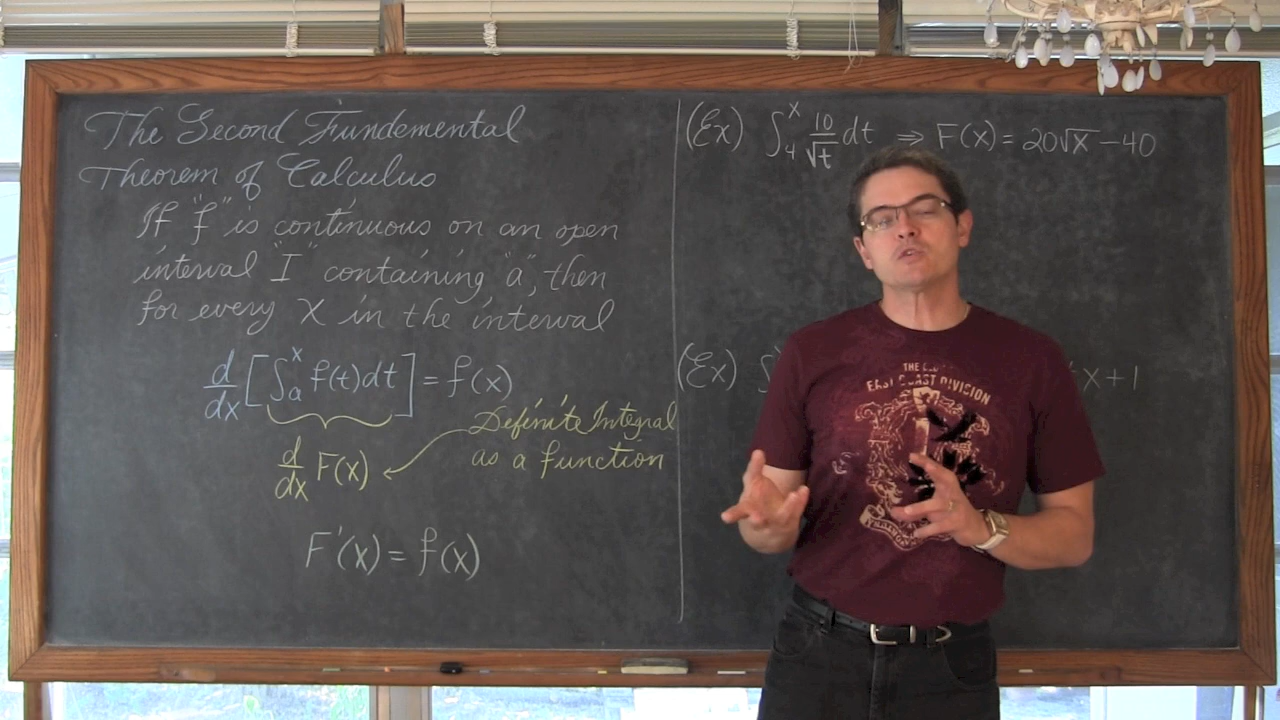 The Second Fundemental
Theorem of Calculus
If "f" is continuous on an open
interval "I" containing "a", then
for every x in the interval
d/dx [∫ₐˣ f(t)dt] = f(x)
Definite Integral
as a function
d/dx F(x)
F'(x) = f(x)
(Ex) ∫₄ˣ 10/√t dt ⇒ F(x) = 20√x - 40
(Ex) ∫ x + 1
THE
EAST COAST DIVISION